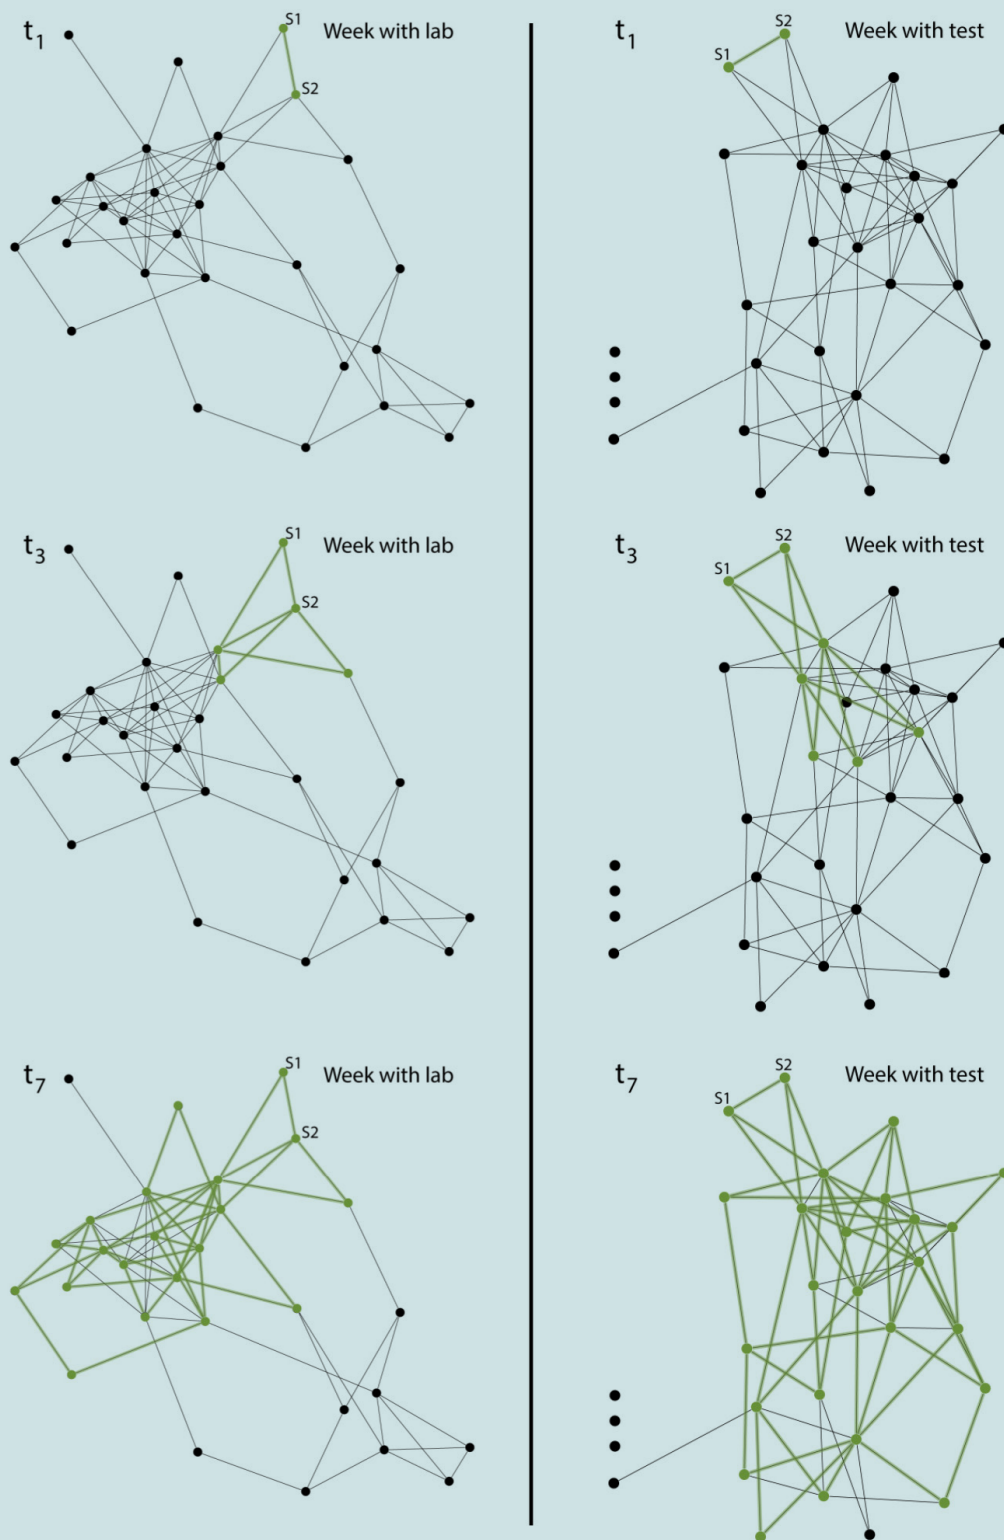 t1 S1 Week with lab
S2
t1 S2 Week with test
S1
t3 S1 Week with lab
S2
t3 S2 Week with test
S1
t7 S1 Week with lab
S2
t7 S2 Week with test
S1